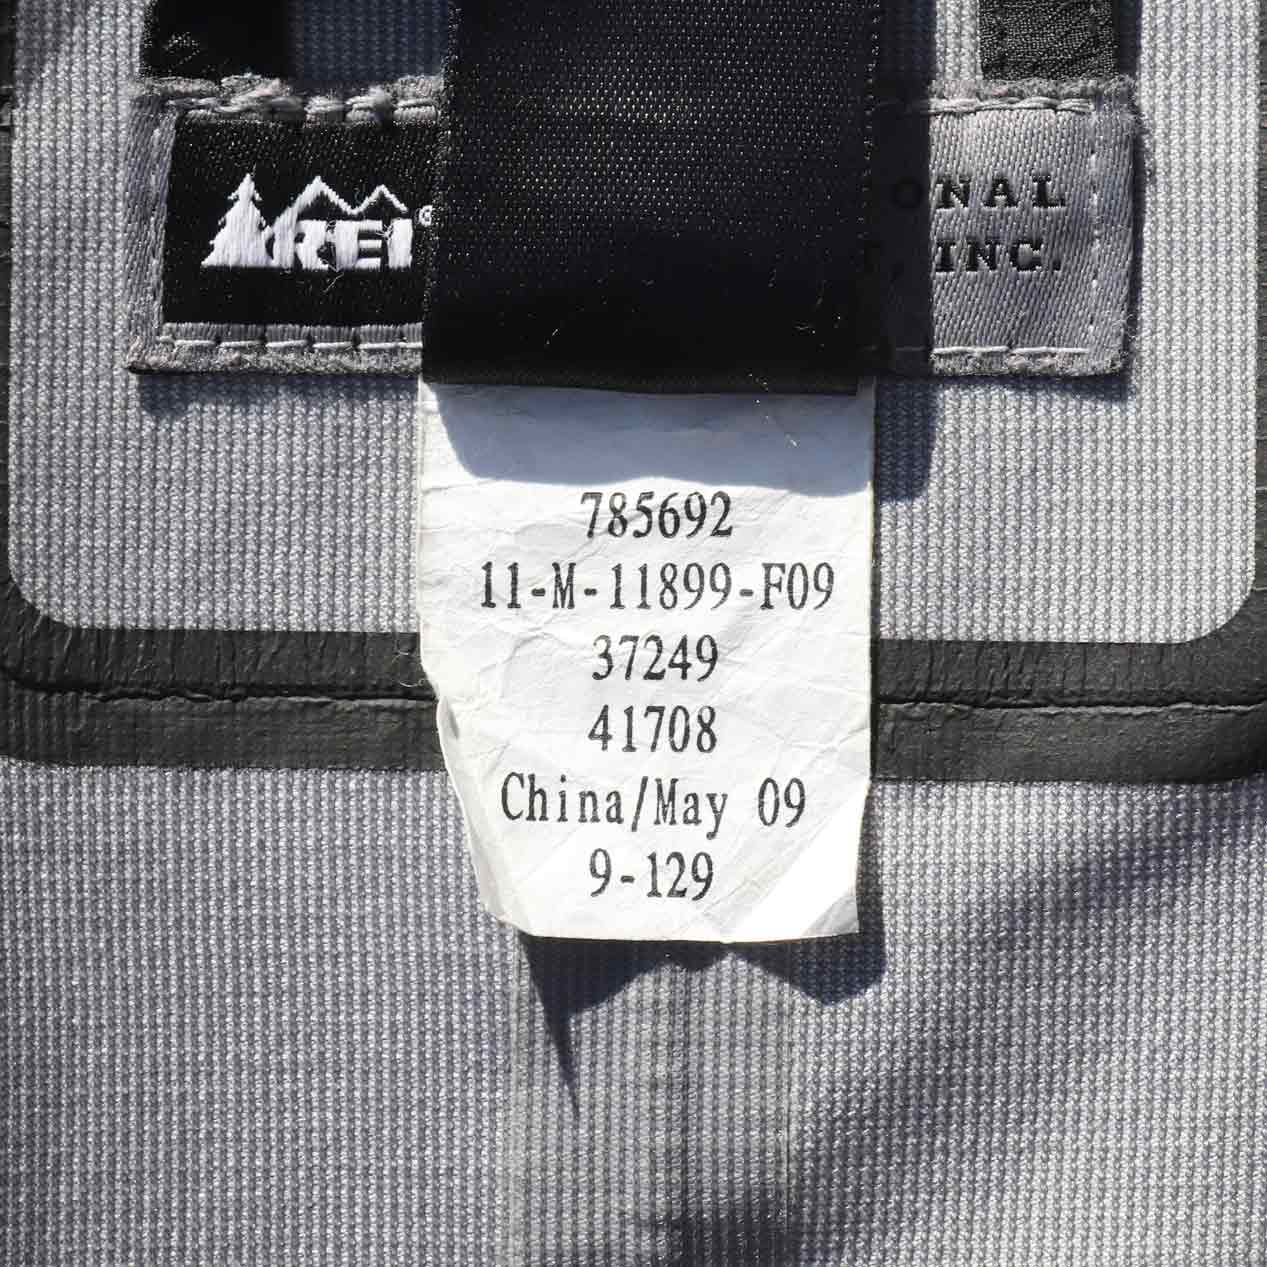 REI®
ONAL
T, INC.
785692
11-M-11899-F09
37249
41708
China/May 09
9-129